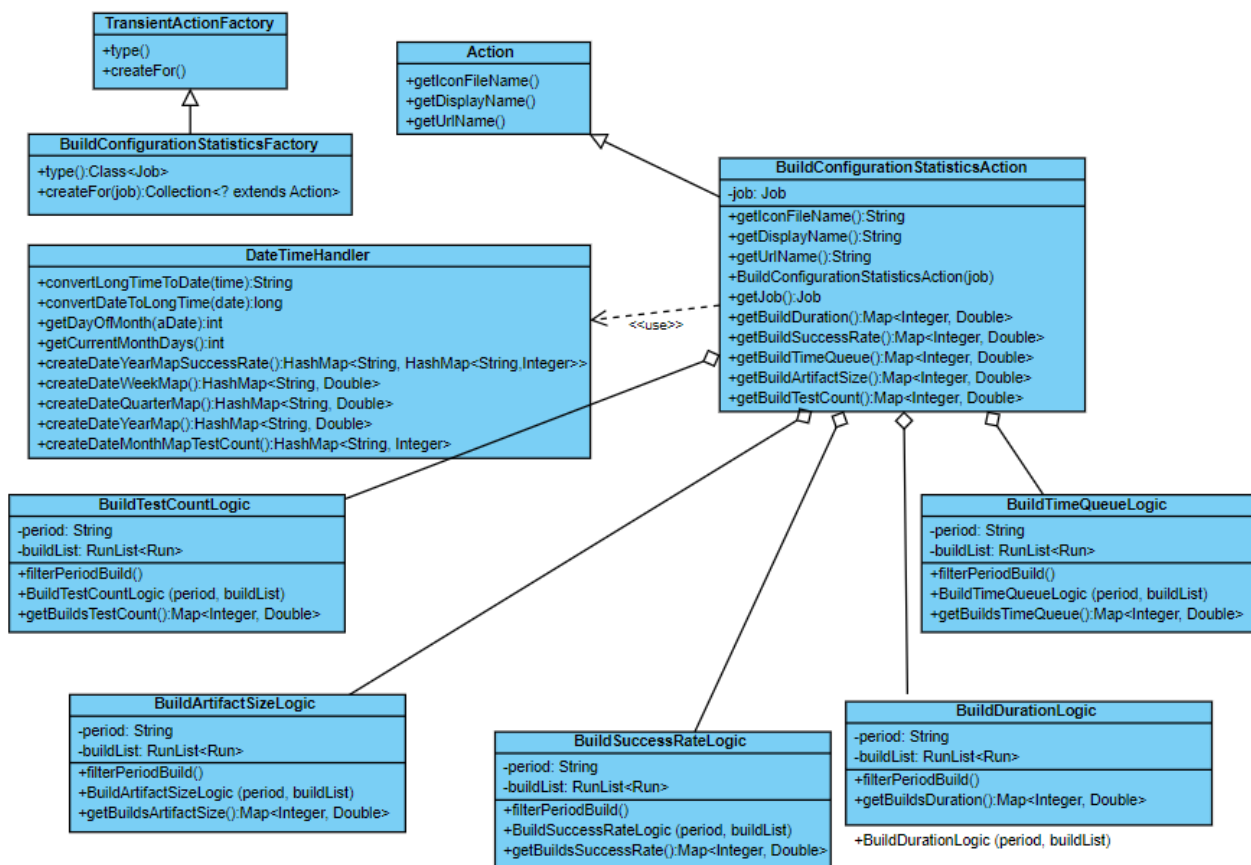 TransientActionFactory
+type()
+createFor()
Action
+getIconFileName()
+getDisplayName()
+getUrlName()
BuildConfigurationStatisticsFactory
+type():Class<Job>
+createFor(job):Collection<? extends Action>
BuildConfigurationStatisticsAction
-job: Job
+getIconFileName():String
+getDisplayName():String
+getUrlName():String
+BuildConfigurationStatisticsAction(job)
+getJob():Job
+getBuildDuration():Map<Integer, Double>
+getBuildSuccessRate():Map<Integer, Double>
+getBuildTimeQueue():Map<Integer, Double>
+getBuildArtifactSize():Map<Integer, Double>
+getBuildTestCount():Map<Integer, Double>
DateTimeHandler
+convertLongTimeToDate(time):String
+convertDateToLongTime(date):long
+getDayOfMonth(aDate):int
+getCurrentMonthDays():int
+createDateYearMapSuccessRate():HashMap<String, HashMap<String,Integer>>
+createDateWeekMap():HashMap<String, Double>
+createDateQuarterMap():HashMap<String, Double>
+createDateYearMap():HashMap<String, Double>
+createDateMonthMapTestCount():HashMap<String, Integer>
<<use>>
BuildTestCountLogic
-period: String
-buildList: RunList<Run>
+filterPeriodBuild()
+BuildTestCountLogic (period, buildList)
+getBuildsTestCount():Map<Integer, Double>
BuildTimeQueueLogic
-period: String
-buildList: RunList<Run>
+filterPeriodBuild()
+BuildTimeQueueLogic (period, buildList)
+getBuildsTimeQueue():Map<Integer, Double>
BuildArtifactSizeLogic
-period: String
-buildList: RunList<Run>
+filterPeriodBuild()
+BuildArtifactSizeLogic (period, buildList)
+getBuildsArtifactSize():Map<Integer, Double>
BuildSuccessRateLogic
-period: String
-buildList: RunList<Run>
+filterPeriodBuild()
+BuildSuccessRateLogic (period, buildList)
+getBuildsSuccessRate():Map<Integer, Double>
BuildDurationLogic
-period: String
-buildList: RunList<Run>
+filterPeriodBuild()
+getBuildsDuration():Map<Integer, Double>
+BuildDurationLogic (period, buildList)